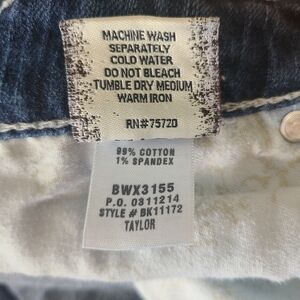 MACHINE WASH
SEPARATELY
COLD WATER
DO NOT BLEACH
TUMBLE DRY MEDIUM
WARM IRON
RN#75720
99% COTTON
1% SPANDEX
BWX3155
P.O. 0311214
STYLE # BK11172
TAYLOR